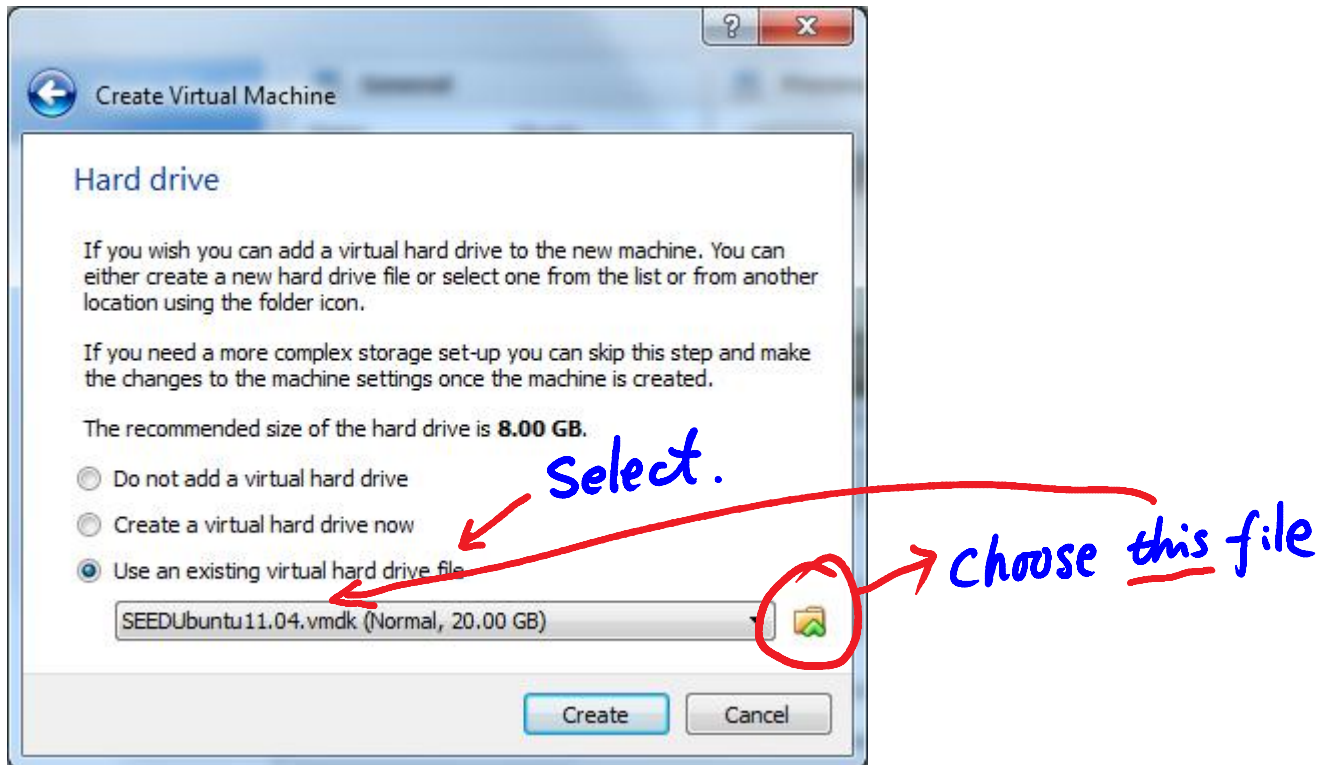 ?
X
Create Virtual Machine
Hard drive
If you wish you can add a virtual hard drive to the new machine. You can
either create a new hard drive file or select one from the list or from another
location using the folder icon.
If you need a more complex storage set-up you can skip this step and make
the changes to the machine settings once the machine is created.
The recommended size of the hard drive is 8.00 GB.
Select.
Do not add a virtual hard drive
Create a virtual hard drive now
Choose this file
Use an existing virtual hard drive file
SEEDUbuntu11.04.vmdk (Normal, 20.00 GB)
Create
Cancel